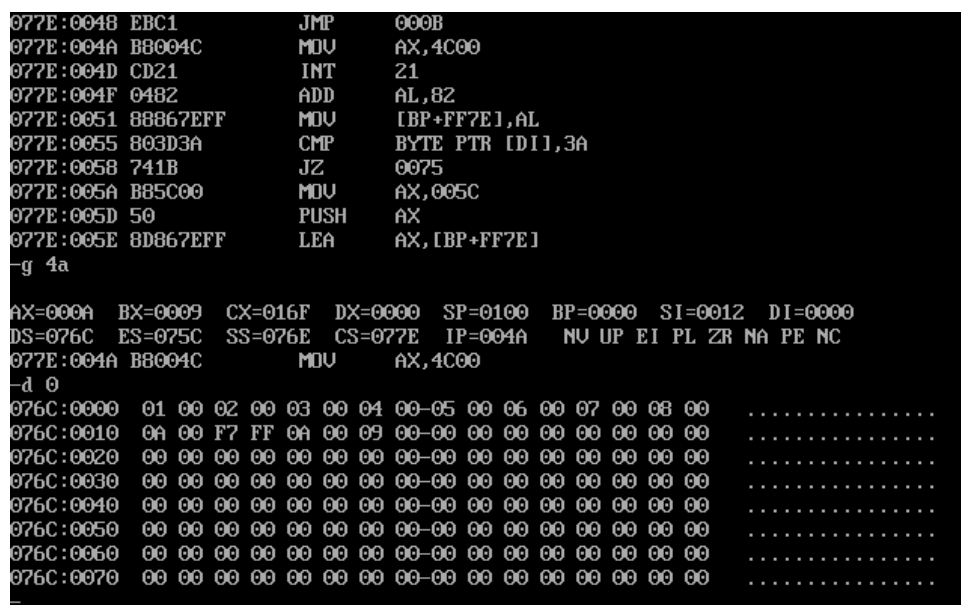 077E:0048 EBC1 JMP 000B
077E:004A B8004C MOV AX,4C00
077E:004D CD21 INT 21
077E:004F 0482 ADD AL,82
077E:0051 88867EFF MOV [BP+FF7E],AL
077E:0055 803D3A CMP BYTE PTR [DI],3A
077E:0058 741B JZ 0075
077E:005A B85C00 MOV AX,005C
077E:005D 50 PUSH AX
077E:005E 8D867EFF LEA AX,[BP+FF7E]
-g 4a
AX=000A BX=0009 CX=016F DX=0000 SP=0100 BP=0000 SI=0012 DI=0000
DS=076C ES=075C SS=076E CS=077E IP=004A NV UP EI PL ZR NA PE NC
077E:004A B8004C MOV AX,4C00
-d 0
076C:0000 01 00 02 00 03 00 04 00-05 00 06 00 07 00 08 00 ................
076C:0010 0A 00 F7 FF 0A 00 09 00-00 00 00 00 00 00 00 00 ................
076C:0020 00 00 00 00 00 00 00 00-00 00 00 00 00 00 00 00 ................
076C:0030 00 00 00 00 00 00 00 00-00 00 00 00 00 00 00 00 ................
076C:0040 00 00 00 00 00 00 00 00-00 00 00 00 00 00 00 00 ................
076C:0050 00 00 00 00 00 00 00 00-00 00 00 00 00 00 00 00 ................
076C:0060 00 00 00 00 00 00 00 00-00 00 00 00 00 00 00 00 ................
076C:0070 00 00 00 00 00 00 00 00-00 00 00 00 00 00 00 00 ................